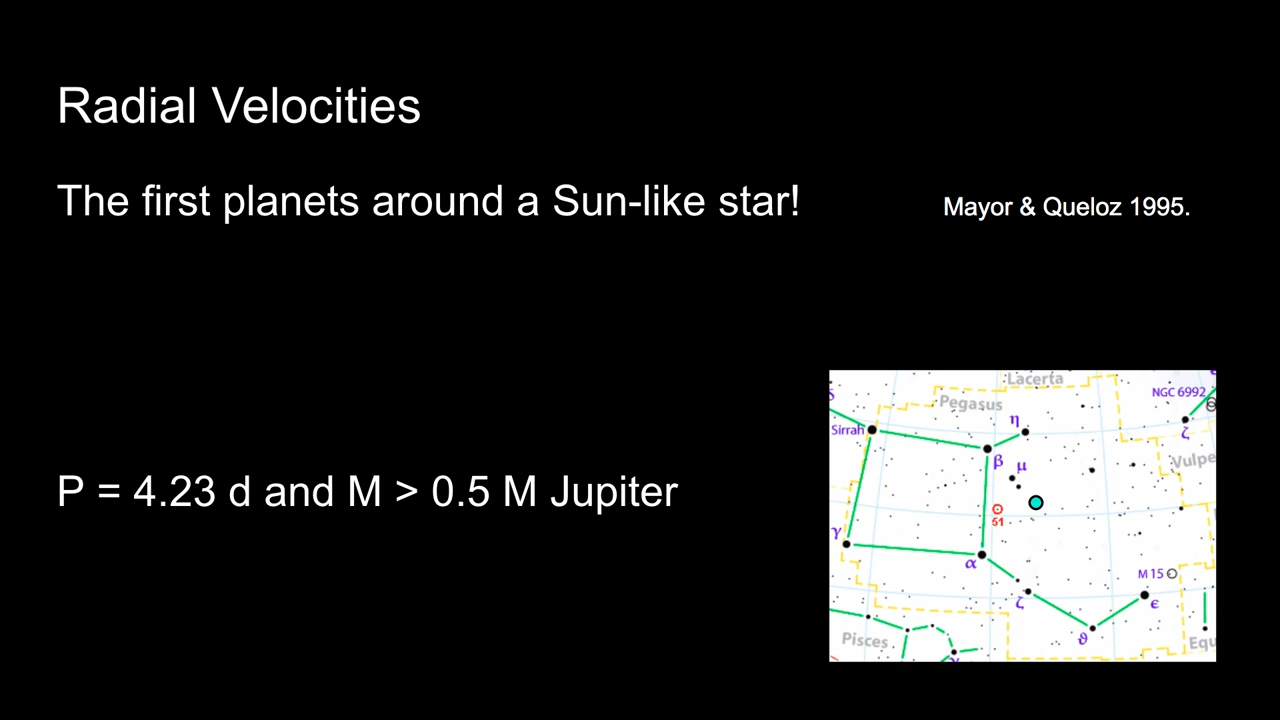 Radial Velocities
The first planets around a Sun-like star!
Mayor & Queloz 1995.
P = 4.23 d and M > 0.5 M Jupiter
Lacerta
Pegasus
NGC 6992
Sirrah
η
ζ
β
μ
Vulpe
51
γ
α
M 15
ζ
ε
Pisces
ϑ
Equ